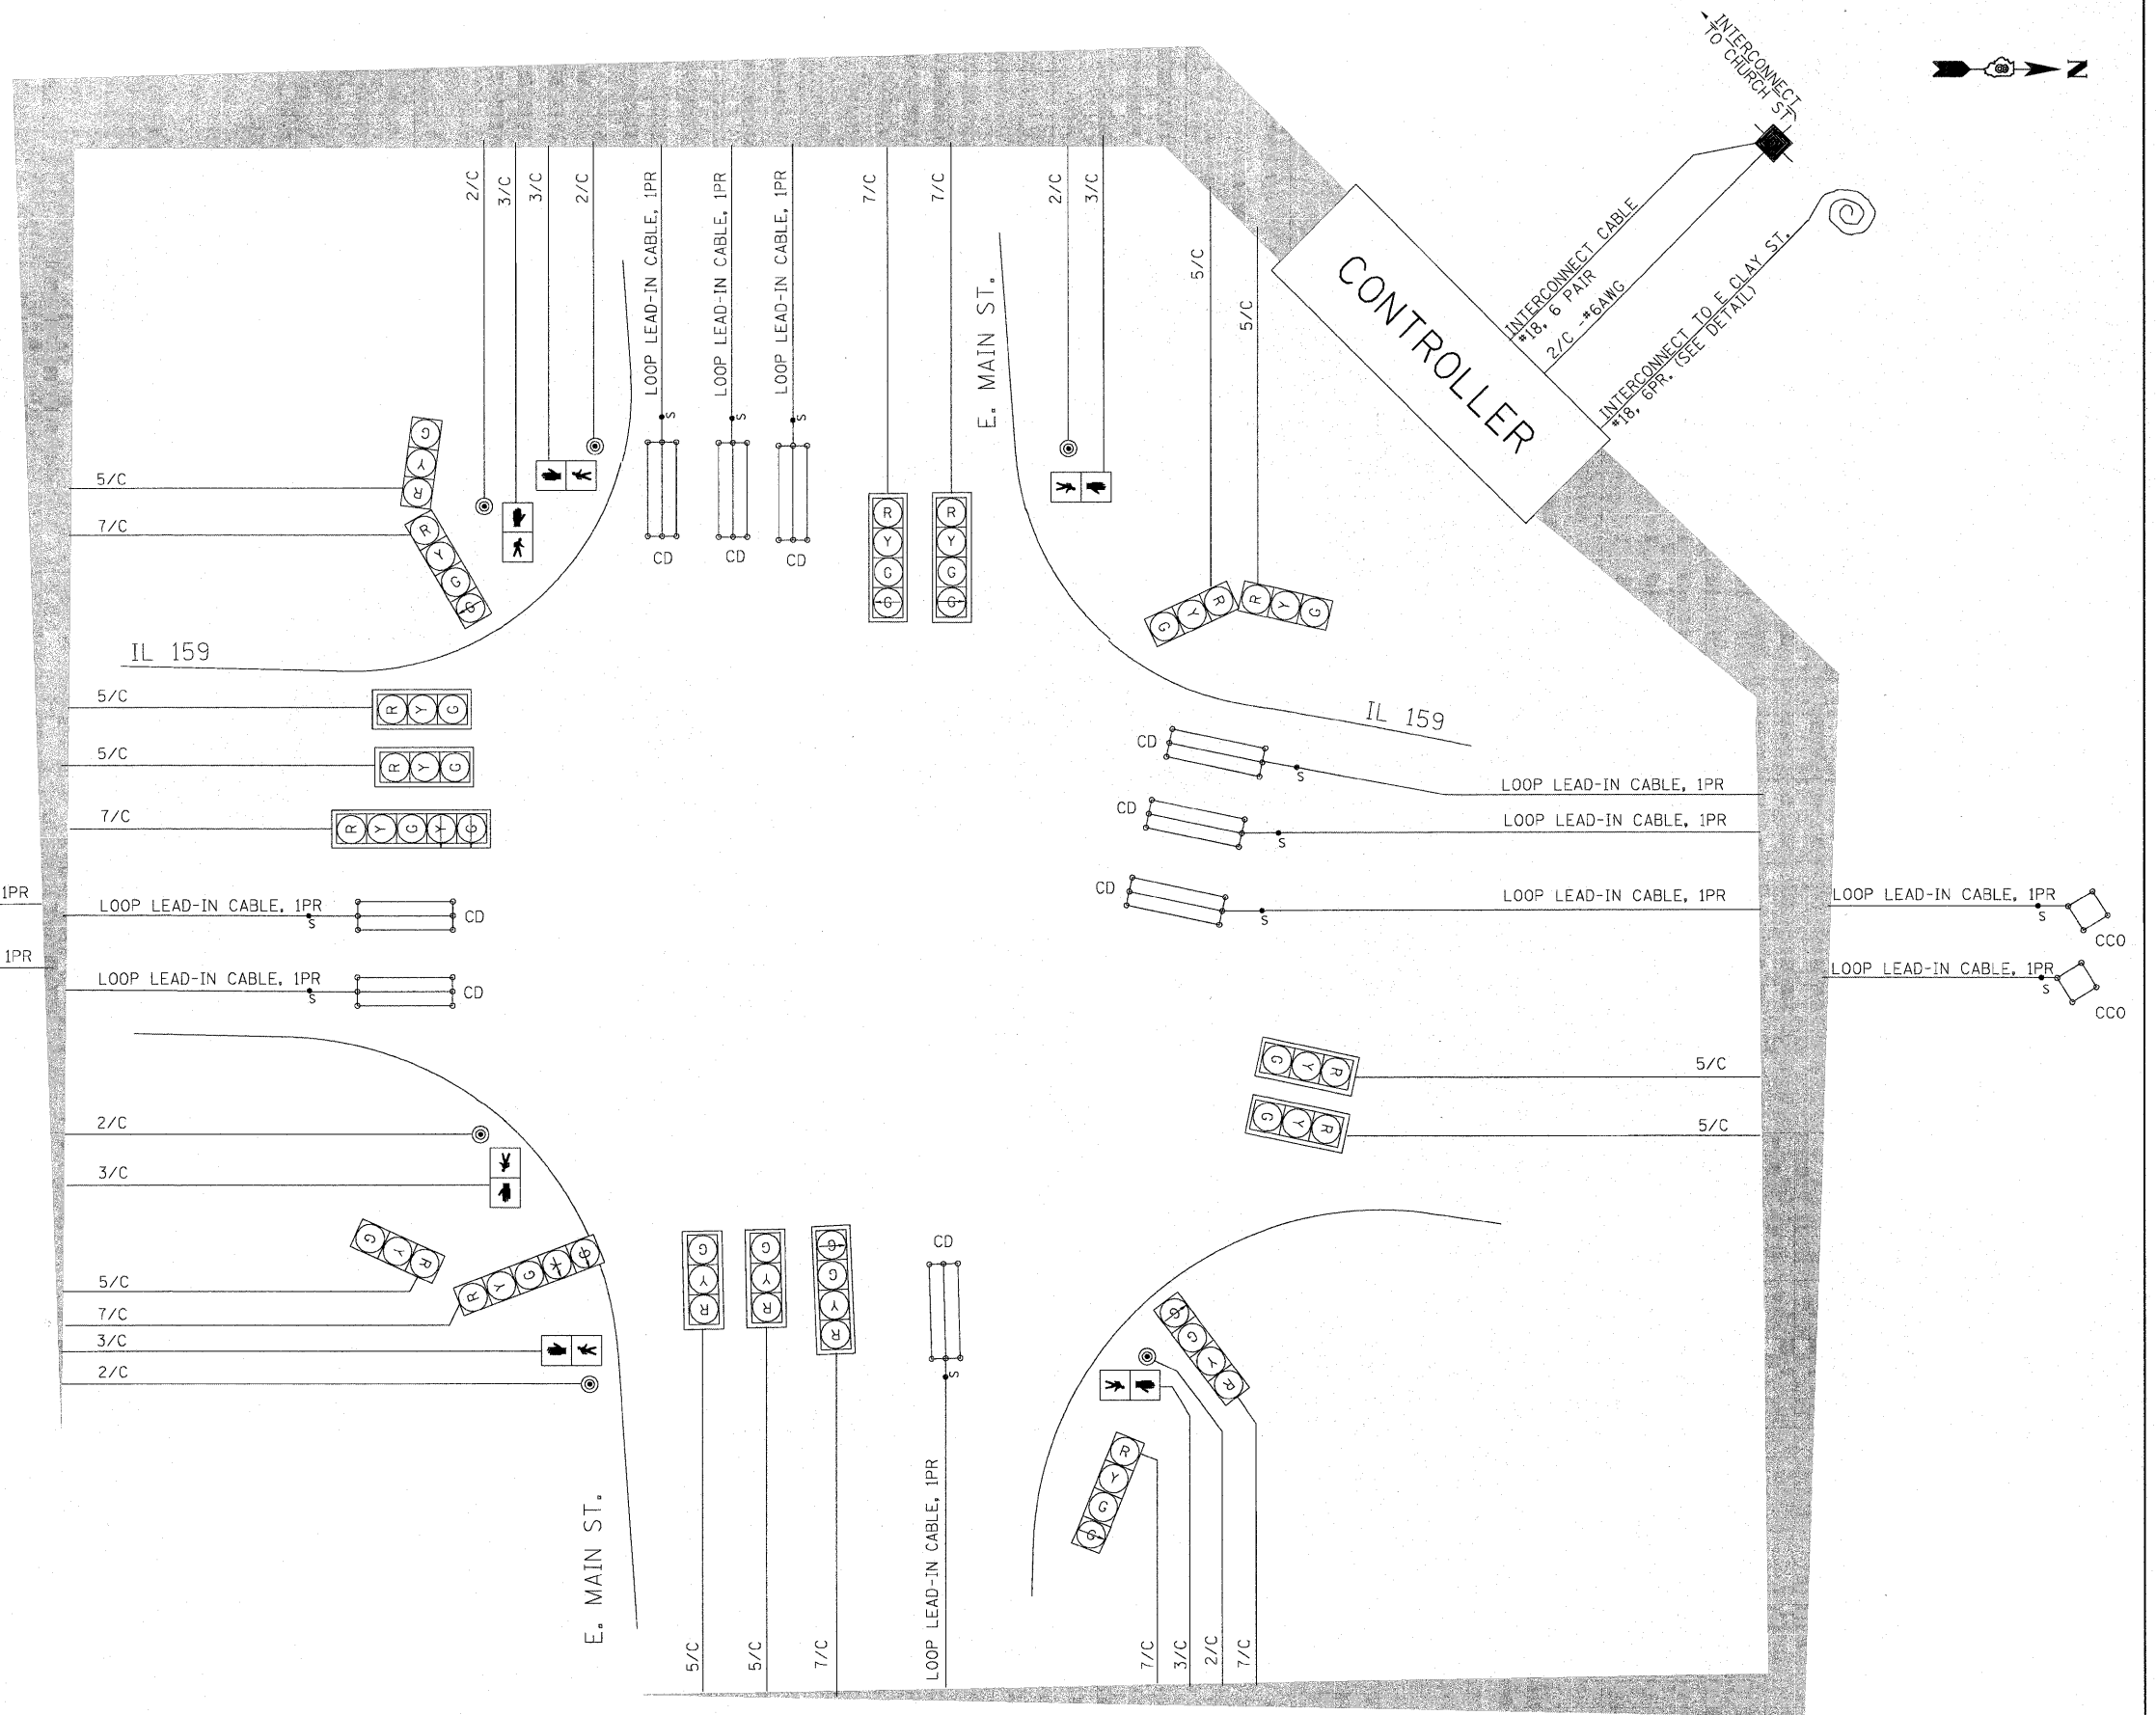 INTERCONNECT
TO CHURCH ST
N
INTERCONNECT CABLE
#18, 6 PAIR
2/C -#6AWG
INTERCONNECT TO E CLAY ST.
#18, 6PR. (SEE DETAIL)
CONTROLLER
2/C
3/C
3/C
2/C
LOOP LEAD-IN CABLE, 1PR
LOOP LEAD-IN CABLE, 1PR
LOOP LEAD-IN CABLE, 1PR
7/C
7/C
2/C
3/C
5/C
5/C
E. MAIN ST.
S
S
S
CD
CD
CD
G
Y
R
R
Y
G
G
5/C
7/C
R
Y
G
G
R
Y
G
G
G
Y
R
R
Y
G
IL 159
IL 159
5/C
R Y G
5/C
R Y G
7/C
R Y G Y G
CD
S
LOOP LEAD-IN CABLE, 1PR
CD
S
LOOP LEAD-IN CABLE, 1PR
CD
S
LOOP LEAD-IN CABLE, 1PR
1PR
LOOP LEAD-IN CABLE, 1PR
S
CD
1PR
LOOP LEAD-IN CABLE, 1PR
S
CD
LOOP LEAD-IN CABLE, 1PR
S
CCO
LOOP LEAD-IN CABLE, 1PR
S
CCO
G Y R
5/C
G Y R
5/C
2/C
3/C
5/C
7/C
3/C
2/C
G Y R
R Y G Y G
G
Y
R
G
Y
R
G
G
Y
R
CD
S
G
G
Y
R
R
Y
G
G
E. MAIN ST.
5/C
5/C
7/C
LOOP LEAD-IN CABLE, 1PR
7/C
3/C
2/C
7/C